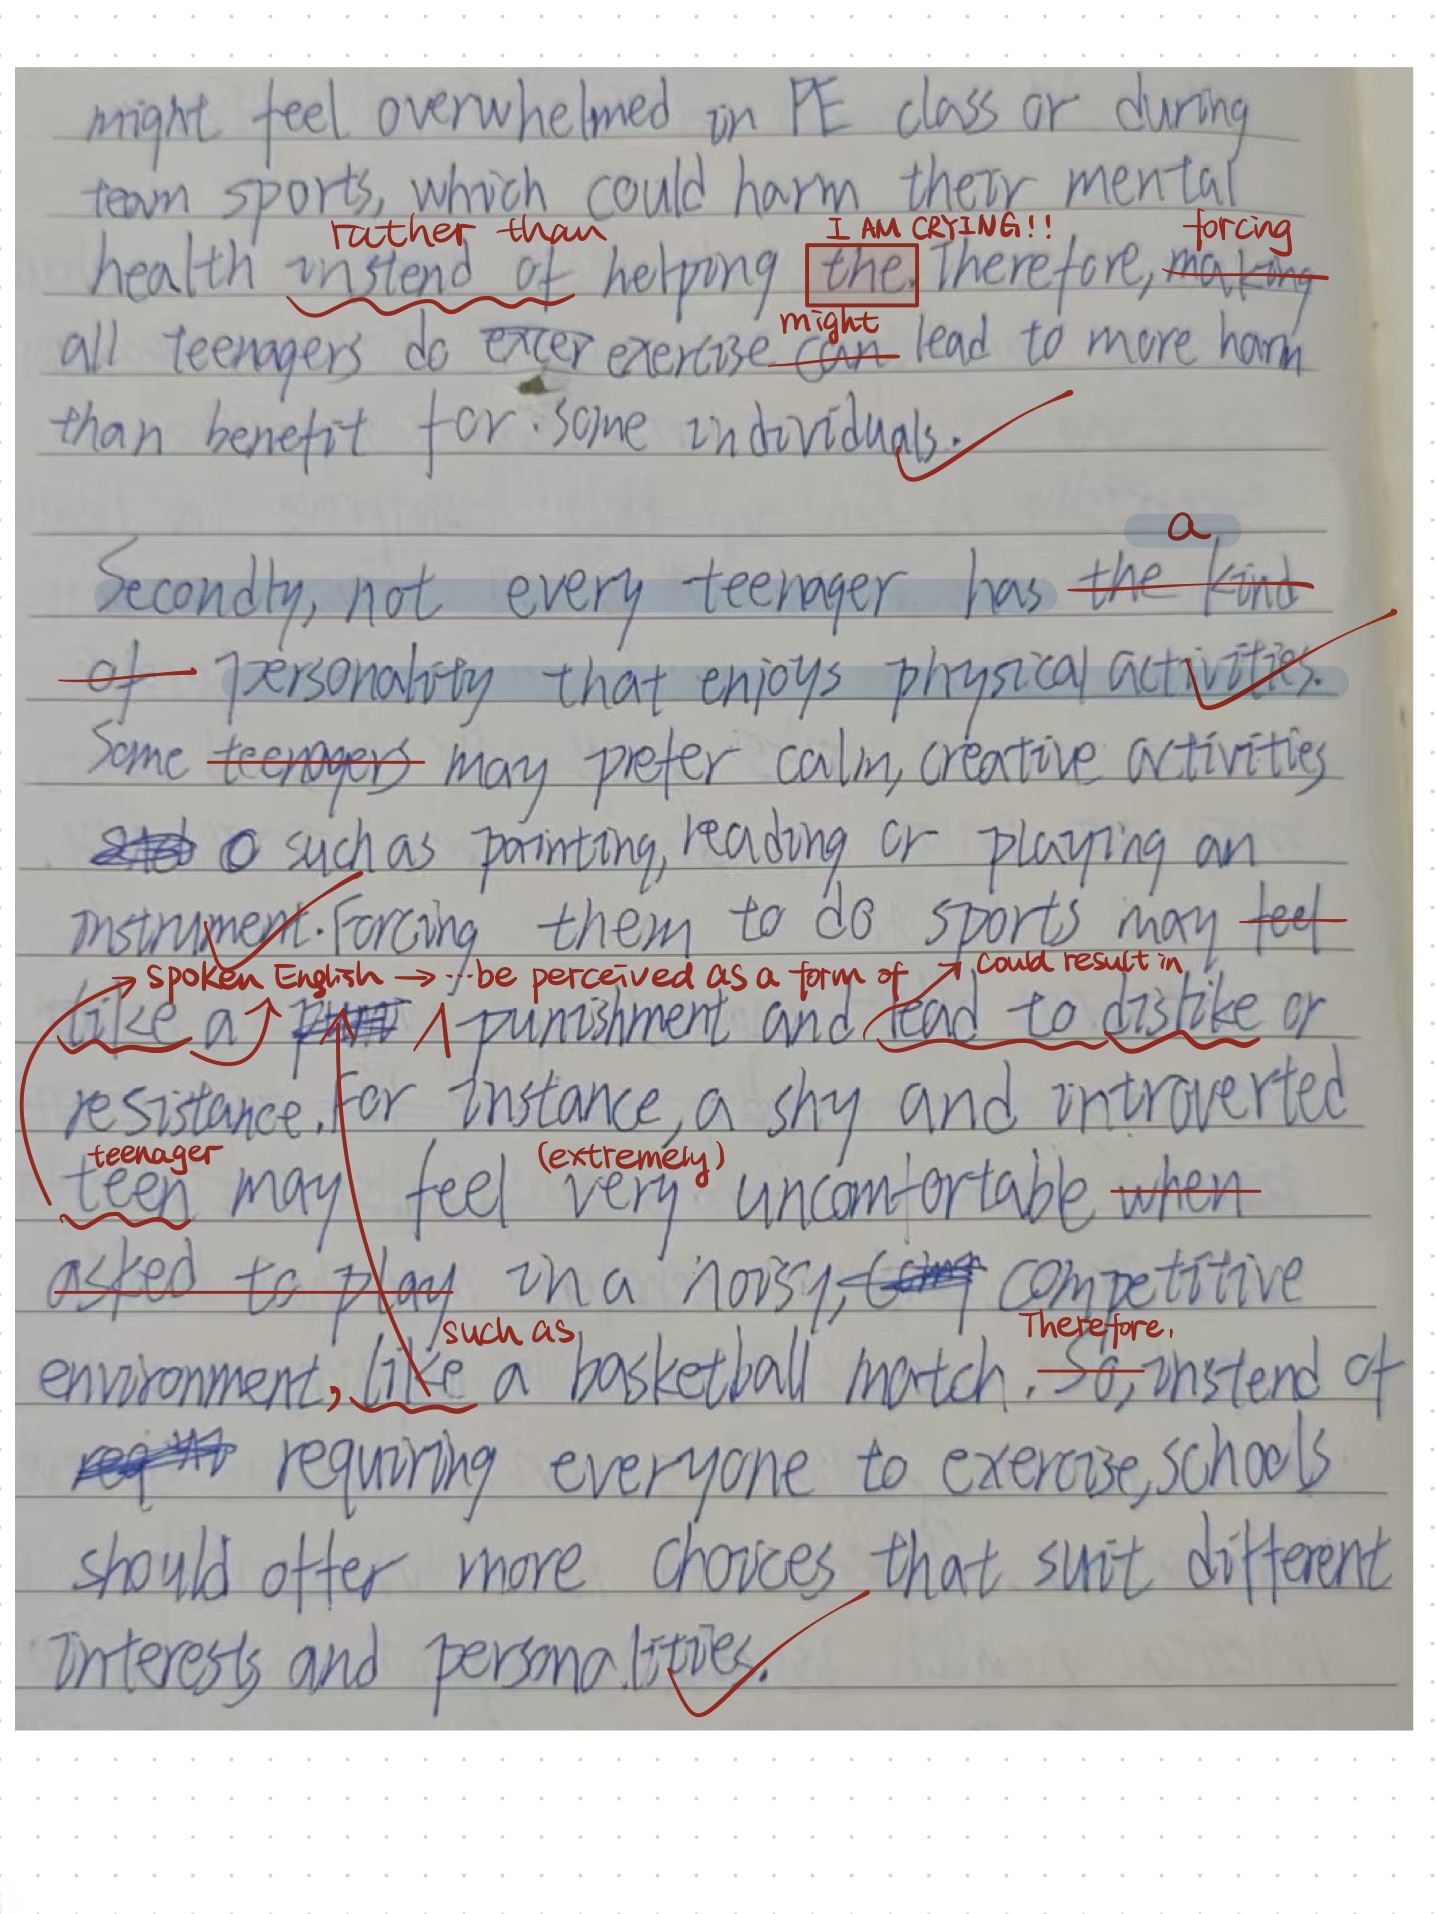 might feel overwhelmed in PE class or during
team sports, which could harm their mental
rather than I AM CRYING!! forcing
health instend of helping the. Therefore, making
might
all teenagers do excer exercise can lead to more harm
than benefit for some individuals.
a
Secondly, not every teenager has the kind
of personality that enjoys physical activities.
Some teenagers may prefer calm, creative activities
such as painting, reading or playing an
instrument. Forcing them to do sports may feel
spoken English → ...be perceived as a form of could result in
like a punishment and lead to dislike or
resistance. For instance, a shy and introverted
teenager (extremely)
teen may feel very uncomfortable when
asked to play in a noisy, competitive
such as Therefore,
environment, like a basketball match. So, instend of
requiring everyone to exercise, schools
should offer more choices that suit different
interests and personalities.